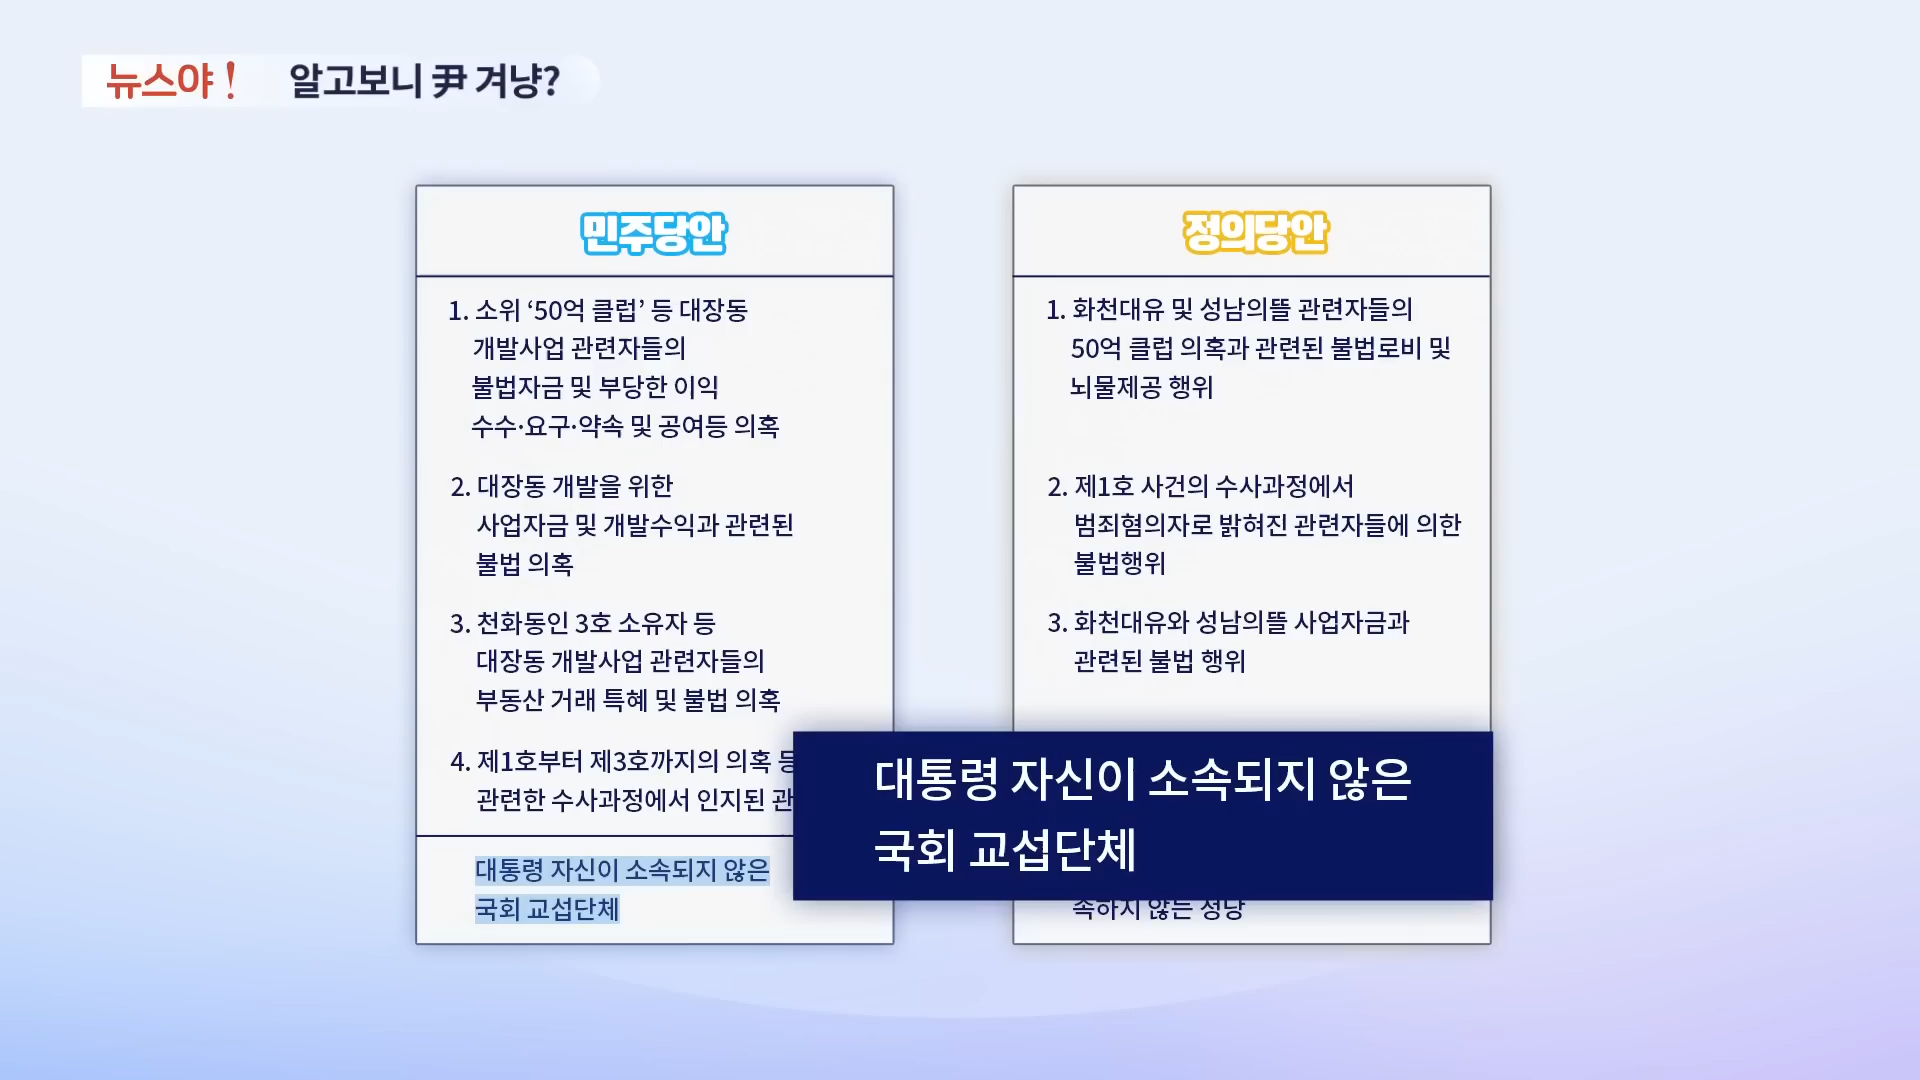 뉴스야!
알고보니 尹 겨냥?
민주당안
1. 소위 ‘50억 클럽’ 등 대장동
개발사업 관련자들의
불법자금 및 부당한 이익
수수·요구·약속 및 공여등 의혹
2. 대장동 개발을 위한
사업자금 및 개발수익과 관련된
불법 의혹
3. 천화동인 3호 소유자 등
대장동 개발사업 관련자들의
부동산 거래 특혜 및 불법 의혹
4. 제1호부터 제3호까지의 의혹 등
관련한 수사과정에서 인지된 관
대통령 자신이 소속되지 않은
국회 교섭단체
정의당안
1. 화천대유 및 성남의뜰 관련자들의
50억 클럽 의혹과 관련된 불법로비 및
뇌물제공 행위
2. 제1호 사건의 수사과정에서
범죄혐의자로 밝혀진 관련자들에 의한
불법행위
3. 화천대유와 성남의뜰 사업자금과
관련된 불법 행위
속하지 않는 정당
대통령 자신이 소속되지 않은
국회 교섭단체